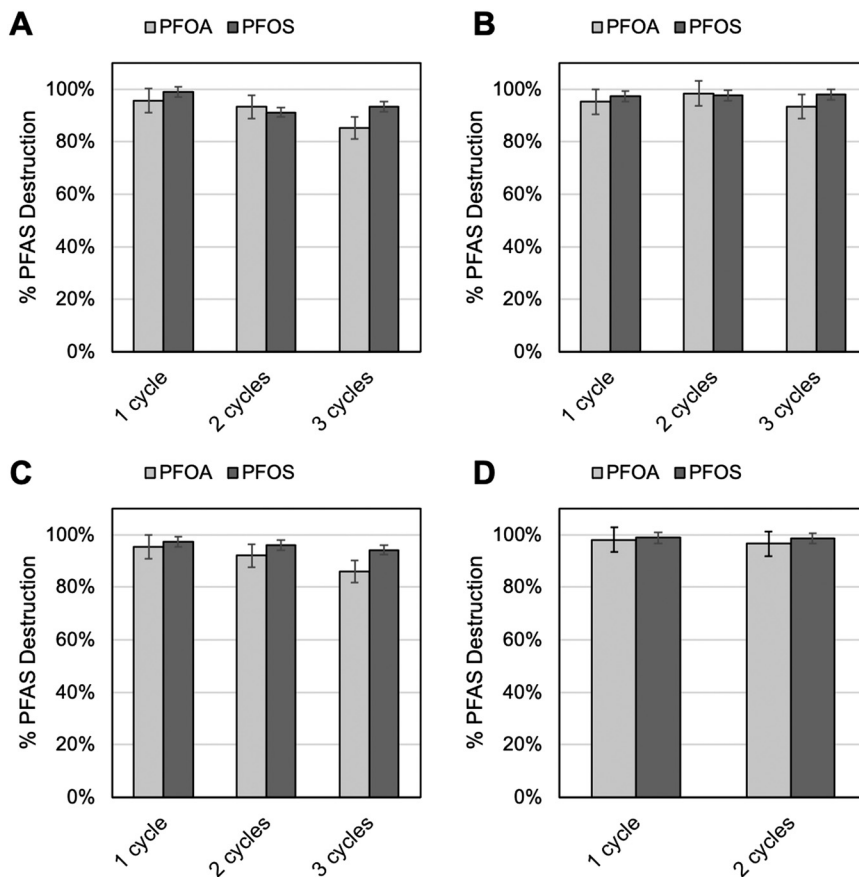 A
PFOA PFOS
% PFAS Destruction
100%
80%
60%
40%
20%
0%
1 cycle
2 cycles
3 cycles
B
PFOA PFOS
% PFAS Destruction
100%
80%
60%
40%
20%
0%
1 cycle
2 cycles
3 cycles
C
PFOA PFOS
% PFAS Destruction
100%
80%
60%
40%
20%
0%
1 cycle
2 cycles
3 cycles
D
PFOA PFOS
% PFAS Destruction
100%
80%
60%
40%
20%
0%
1 cycle
2 cycles